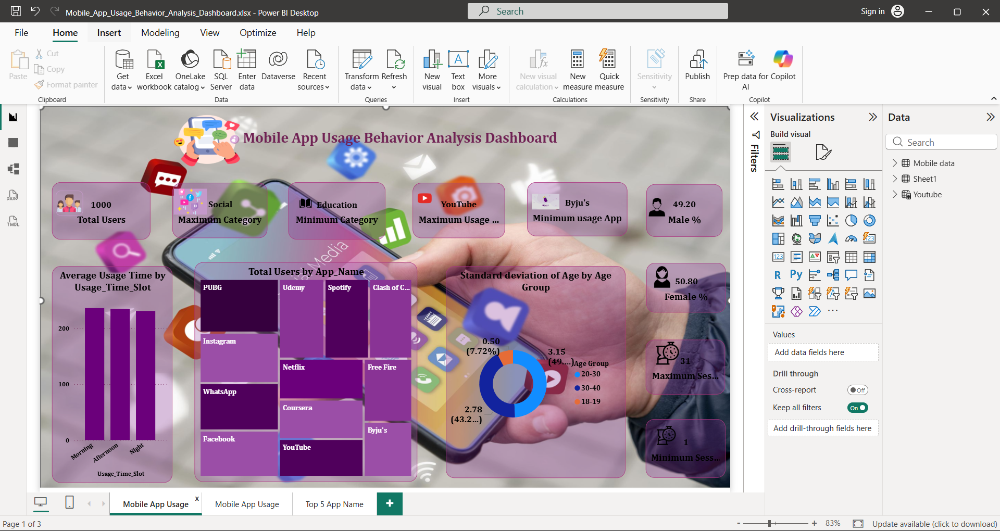 Mobile_App_Usage_Behavior_Analysis_Dashboard.xlsx - Power BI Desktop
Search
Sign in
File
Home
Insert
Modeling
View
Optimize
Help
Paste
Cut
Copy
Format painter
Clipboard
Get data
Excel workbook
OneLake catalog
SQL Server
Enter data
Dataverse
Recent sources
Data
Transform data
Refresh
Queries
New visual
Text box
More visuals
Insert
New visual calculation
New measure
Quick measure
Calculations
Sensitivity
Sensitivity
Publish
Share
Prep data for AI
Copilot
Copilot
DAX
TMDL
Mobile App Usage Behavior Analysis Dashboard
1000
Total Users
Social
Maximum Category
Education
Minimum Category
YouTube
Maximum Usage ...
Byju's
Minimum usage App
49.20
Male %
50.80
Female %
31
Maximum Ses...
1
Minimum Sess...
Average Usage Time by
Usage_Time_Slot
200
100
0
Morning
Afternoon
Night
Usage_Time_Slot
Total Users by App_Name
PUBG
Instagram
WhatsApp
Facebook
Udemy
Spotify
Clash of C...
Netflix
Coursera
YouTube
Free Fire
Byju's
Media
Standard deviation of Age by Age
Group
0.50
(7.72%)
3.15
(49....)
2.78
(43.2...)
Age Group
20-30
30-40
18-19
Filters
Visualizations
Build visual
Values
Add data fields here
Drill through
Cross-report
Off
Keep all filters
On
Add drill-through fields here
Data
Search
Mobile data
Sheet1
Youtube
Mobile App Usage
x
Mobile App Usage
Top 5 App Name
+
Page 1 of 3
- + 83%
Update available (click to download)